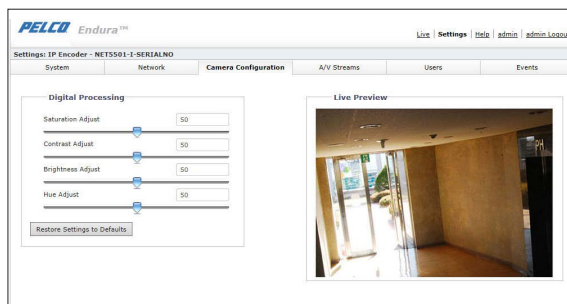 PELCO Endura™
Live | Settings | Help | admin | admin Logou
Settings: IP Encoder - NET5501-I-SERIALNO
System Network Camera Configuration A/V Streams Users Events
Digital Processing
Saturation Adjust 50
Contrast Adjust 50
Brightness Adjust 50
Hue Adjust 50
Restore Settings to Defaults
Live Preview
PH